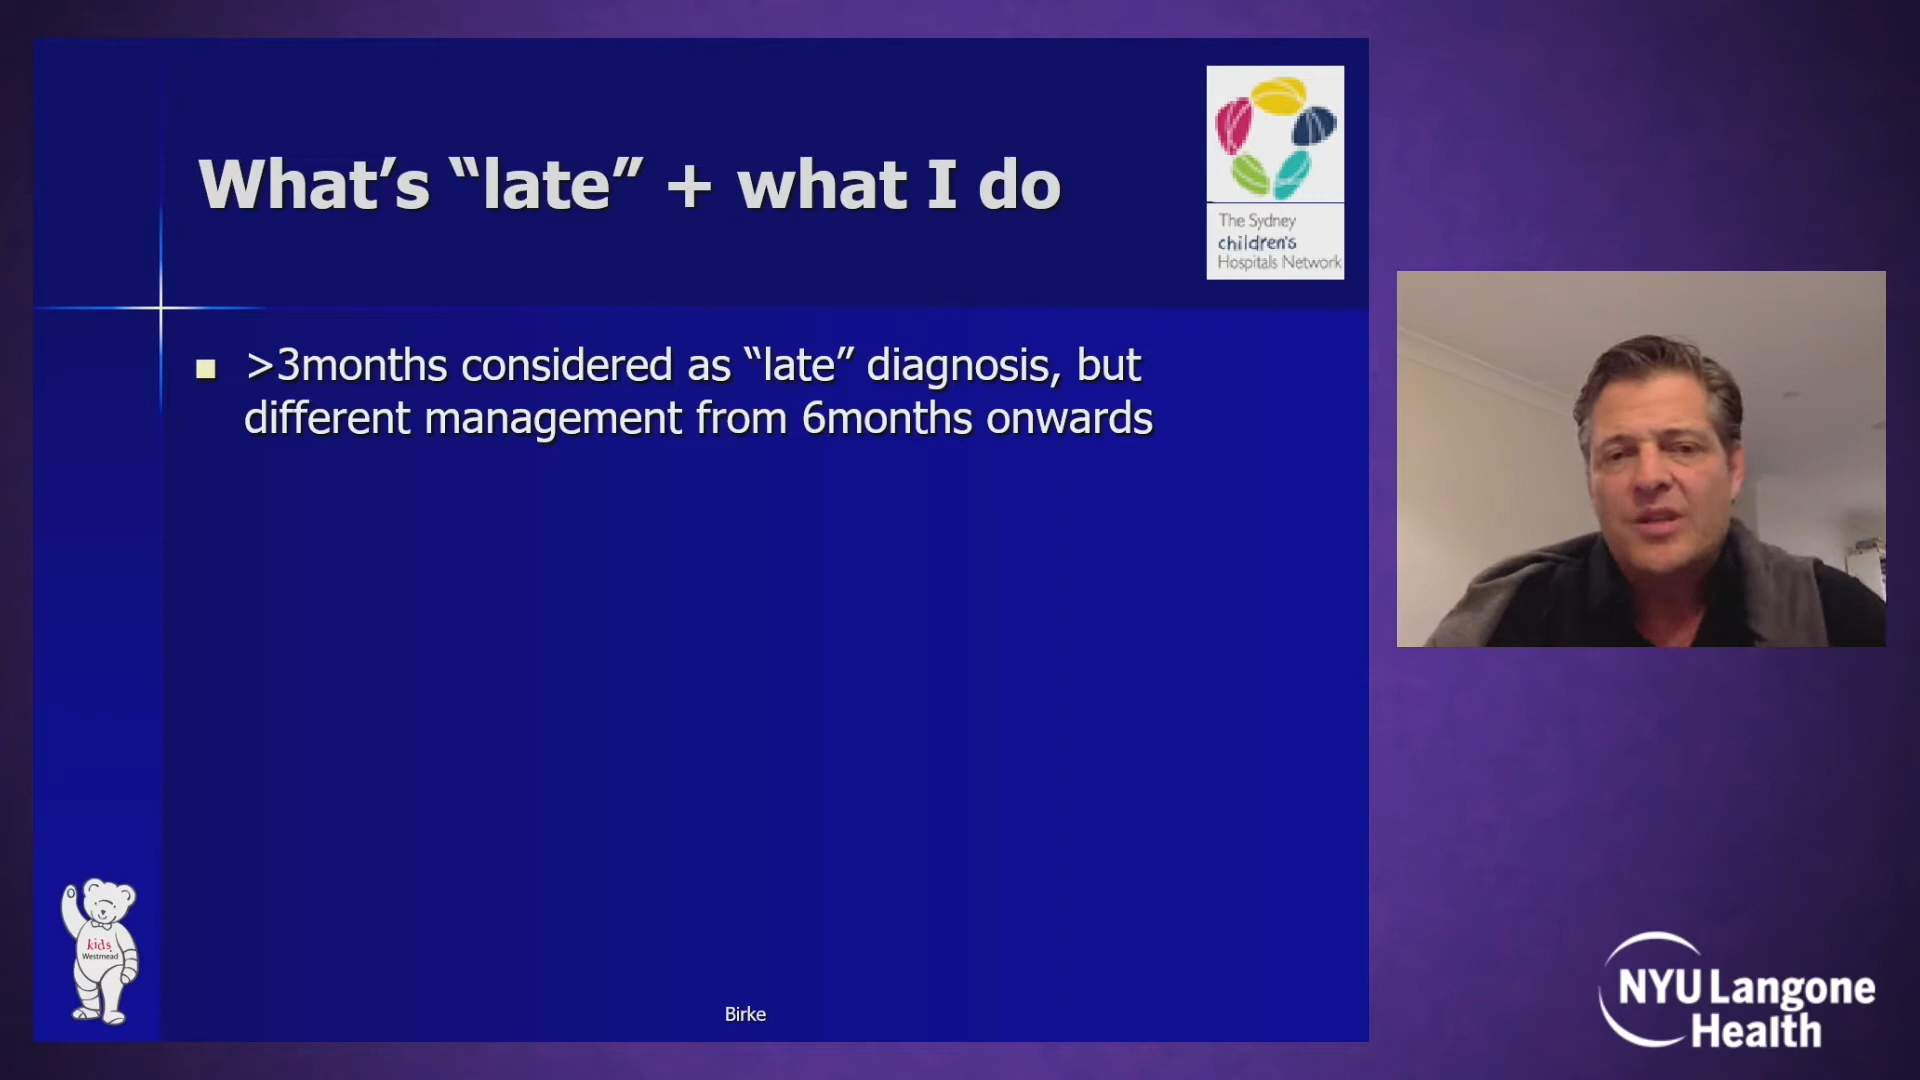 What’s “late” + what I do
The Sydney
children's
Hospitals Network
>3months considered as “late” diagnosis, but
different management from 6months onwards
kids
Westmead
Birke
NYU Langone
Health